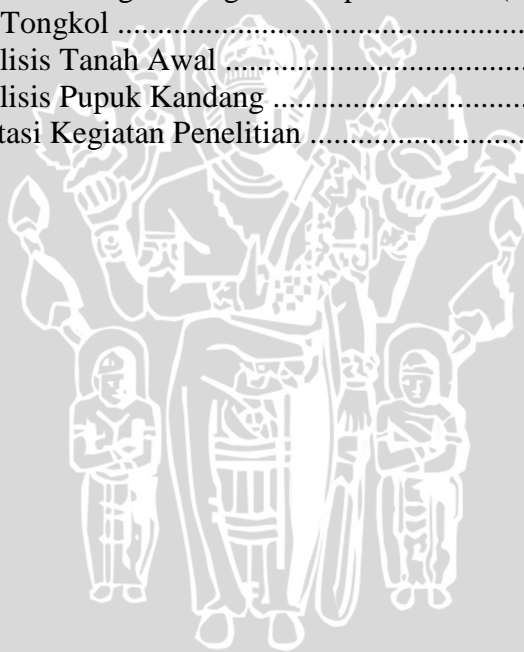 Tongkol ..................................................
lisis Tanah Awal ......................................
lisis Pupuk Kandang ................................
tasi Kegiatan Penelitian ...........................